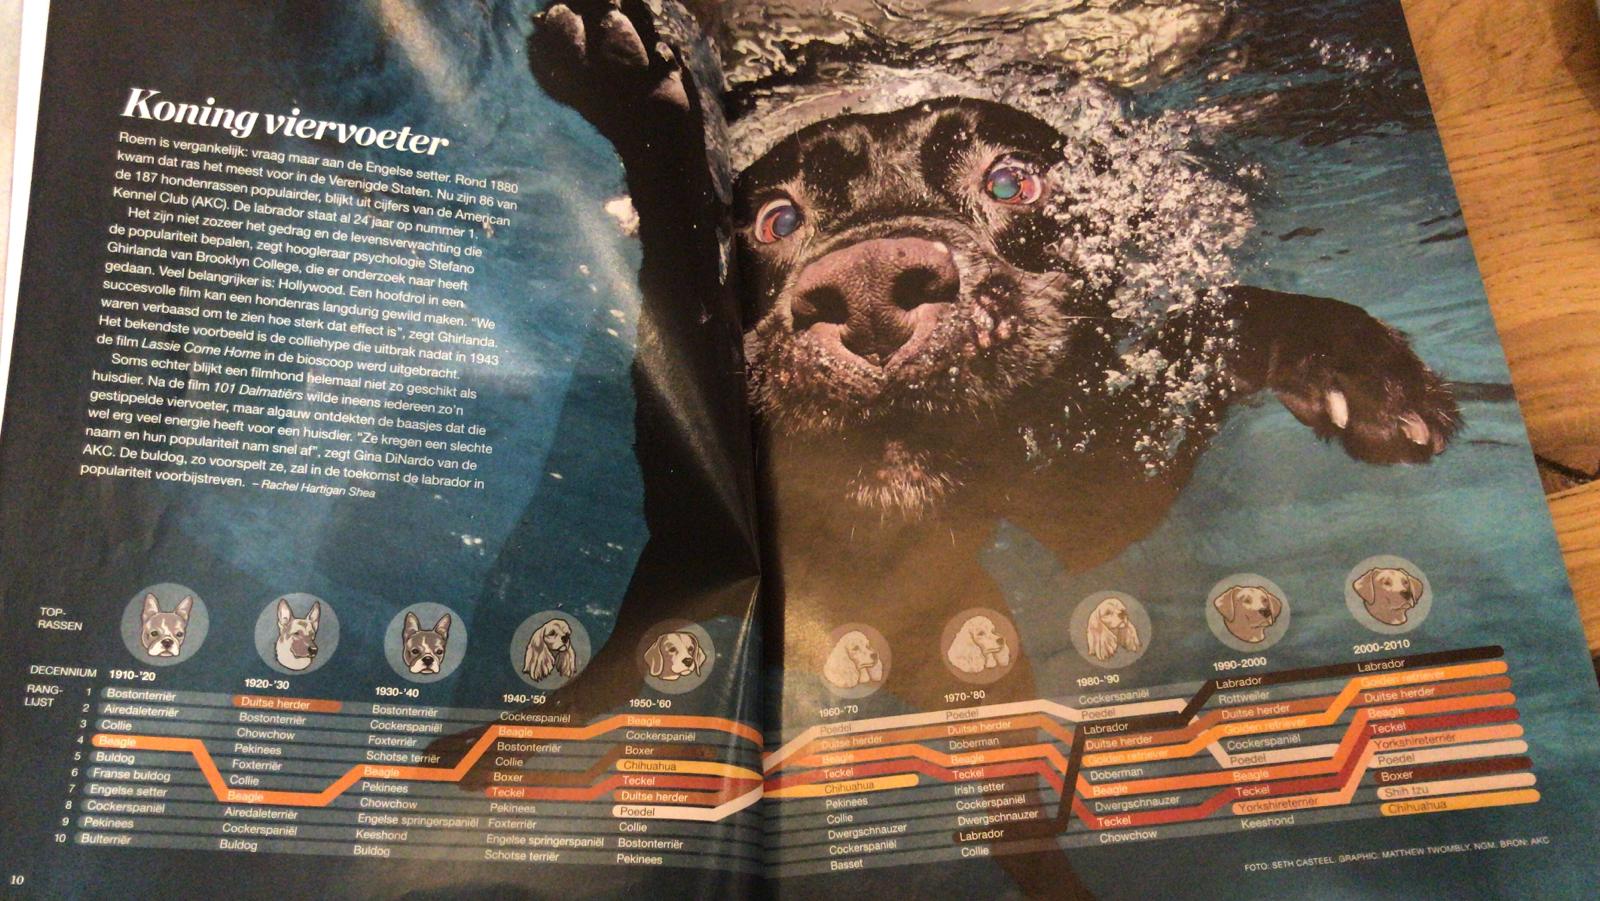 Koning viervoeter
Roem is vergankelijk: vraag maar aan de Engelse setter. Rond 1880
kwam dat ras het meest voor in de Verenigde Staten. Nu zijn 86 van
de 187 hondenrassen populairder, blijkt uit cijfers van de American
Kennel Club (AKC). De labrador staat al 24 jaar op nummer 1.
Het zijn niet zozeer het gedrag en de levensverwachting die
de populariteit bepalen, zegt hoogleraar psychologie Stefano
Ghirlanda van Brooklyn College, die er onderzoek naar heeft
gedaan. Veel belangrijker is: Hollywood. Een hoofdrol in een
succesvolle film kan een hondenras langdurig gewild maken. “We
waren verbaasd om te zien hoe sterk dat effect is”, zegt Ghirlanda.
Het bekendste voorbeeld is de colliehype die uitbrak nadat in 1943
de film Lassie Come Home in de bioscoop werd uitgebracht.
Soms echter blijkt een filmhond helemaal niet zo geschikt als
huisdier. Na de film 101 Dalmatiërs wilde ineens iedereen zo’n
gestippelde viervoeter, maar algauw ontdekten de baasjes dat die
wel erg veel energie heeft voor een huisdier. “Ze kregen een slechte
naam en hun populariteit nam snel af”, zegt Gina DiNardo van de
AKC. De buldog, zo voorspelt ze, zal in de toekomst de labrador in
populariteit voorbijstreven. – Rachel Hartigan Shea
TOP-
RASSEN
DECENNIUM
RANG-
LIJST
1
2
3
4
5
6
7
8
9
10
1910-’20
Bostonterriër
Airedaleterriër
Collie
Beagle
Buldog
Franse buldog
Engelse setter
Cockerspaniël
Pekinees
Bulterriër
1920-’30
Duitse herder
Bostonterriër
Chowchow
Pekinees
Foxterriër
Collie
Beagle
Airedaleterriër
Cockerspaniël
Buldog
1930-’40
Bostonterriër
Cockerspaniël
Foxterriër
Schotse terriër
Beagle
Pekinees
Chowchow
Engelse springerspaniël
Keeshond
Buldog
1940-’50
Cockerspaniël
Beagle
Bostonterriër
Collie
Boxer
Teckel
Pekinees
Foxterriër
Engelse springerspaniël
Schotse terriër
1950-’60
Beagle
Cockerspaniël
Boxer
Chihuahua
Teckel
Duitse herder
Poedel
Collie
Bostonterriër
Pekinees
1960-’70
Poedel
Duitse herder
Beagle
Teckel
Chihuahua
Pekinees
Collie
Dwergschnauzer
Cockerspaniël
Basset
1970-’80
Poedel
Duitse herder
Doberman
Beagle
Teckel
Irish setter
Cockerspaniël
Dwergschnauzer
Labrador
Collie
1980-’90
Cockerspaniël
Poedel
Labrador
Duitse herder
Golden retriever
Doberman
Beagle
Dwergschnauzer
Teckel
Chowchow
1990-2000
Labrador
Rottweiler
Duitse herder
Golden retriever
Cockerspaniël
Poedel
Beagle
Teckel
Yorkshireterriër
Keeshond
2000-2010
Labrador
Golden retriever
Duitse herder
Beagle
Teckel
Yorkshireterriër
Poedel
Boxer
Shih tzu
Chihuahua
FOTO: SETH CASTEEL. GRAPHIC: MATTHEW TWOMBLY, NGM. BRON: AKC
10